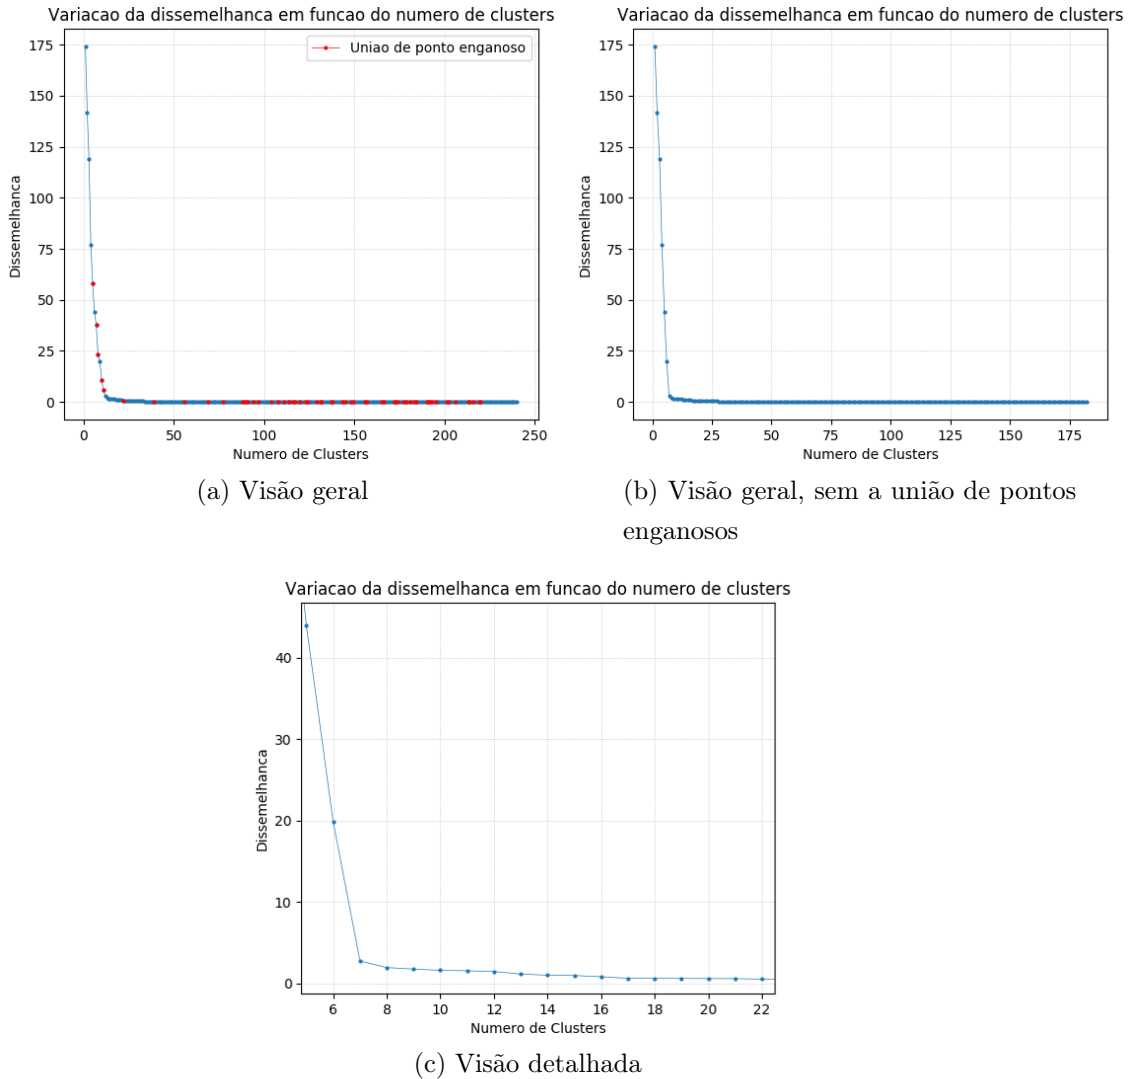 Variacao da dissemelhanca em funcao do numero de clusters
Uniao de ponto enganoso
175
150
125
100
75
50
25
0
Dissemelhanca
0 50 100 150 200 250
Numero de Clusters
(a) Visão geral
Variacao da dissemelhanca em funcao do numero de clusters
175
150
125
100
75
50
25
0
Dissemelhanca
0 25 50 75 100 125 150 175
Numero de Clusters
(b) Visão geral, sem a união de pontos
enganosos
Variacao da dissemelhanca em funcao do numero de clusters
40
30
20
10
0
Dissemelhanca
6 8 10 12 14 16 18 20 22
Numero de Clusters
(c) Visão detalhada